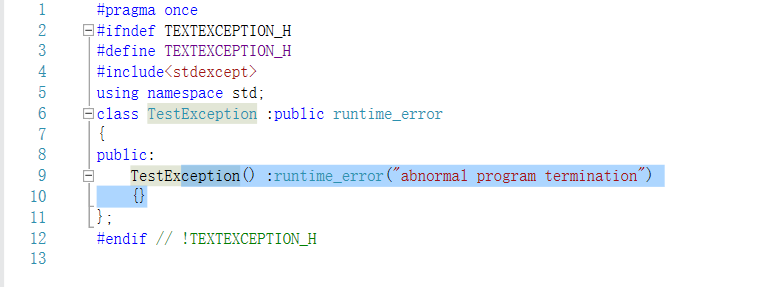 1 #pragma once
2 #ifndef TEXTEXCEPTION_H
3 #define TEXTEXCEPTION_H
4 #include<stdexcept>
5 using namespace std;
6 class TestException :public runtime_error
7 {
8 public:
9 TestException() :runtime_error("abnormal program termination")
10 {}
11 };
12 #endif // !TEXTEXCEPTION_H
13